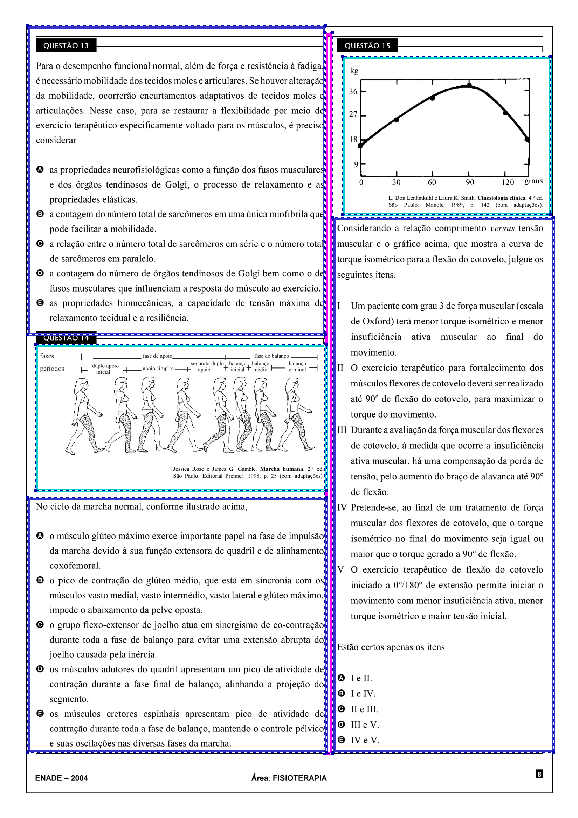 QUESTÃO 13
Para o desempenho funcional normal, além de força e resistência à fadiga,
é necessário mobilidade dos tecidos moles e articulares. Se houver alteração
da mobilidade, ocorrerão encurtamentos adaptativos de tecidos moles e
articulações. Nesse caso, para se restaurar a flexibilidade por meio de
exercício terapêutico especificamente voltado para os músculos, é preciso
considerar
A as propriedades neurofisiológicas como a função dos fusos musculares
e dos órgãos tendinosos de Golgi, o processo de relaxamento e as
propriedades elásticas.
B a contagem do número total de sarcômeros em uma única miofibrila que
pode facilitar a mobilidade.
C a relação entre o número total de sarcômeros em série e o número total
de sarcômeros em paralelo.
D a contagem do número de órgãos tendinosos de Golgi bem como o de
fusos musculares que influenciam a resposta do músculo ao exercício.
E as propriedades biomecânicas, a capacidade de tensão máxima de
relaxamento tecidual e a resiliência.
QUESTÃO 14
fases
fase de apoio
fase de balanço
períodos
duplo apoio
inicial
apoio simples
segundo duplo
apoio
balanço
inicial
balanço
médio
balanço
terminal
Jessica Rose e James G. Gamble. Marcha humana. 2.ª ed.
São Paulo: Editorial Premier, 1998, p. 25 (com adaptações).
No ciclo da marcha normal, conforme ilustrado acima,
A o músculo glúteo máximo exerce importante papel na fase de impulsão
da marcha devido à sua função extensora de quadril e de alinhamento
coxofemoral.
B o pico de contração do glúteo médio, que está em sincronia com os
músculos vasto medial, vasto intermédio, vasto lateral e glúteo máximo,
impede o abaixamento da pelve oposta.
C o grupo flexo-extensor de joelho atua em sinergismo de co-contração
durante toda a fase de balanço para evitar uma extensão abrupta do
joelho causada pela inércia.
D os músculos adutores do quadril apresentam um pico de atividade de
contração durante a fase final de balanço, alinhando a projeção do
segmento.
E os músculos eretores espinhais apresentam pico de atividade de
contração durante toda a fase de balanço, mantendo o controle pélvico
e suas oscilações nas diversas fases da marcha.
QUESTÃO 15
kg
36
27
18
9
0 30 60 90 120 graus
L. Don Lenhmkuhl e Laura K. Smith. Cinesiologia clínica. 4.ª ed.
São Paulo: Manole, 1989, p. 142 (com adaptações).
Considerando a relação comprimento versus tensão
muscular e o gráfico acima, que mostra a curva de
torque isométrico para a flexão do cotovelo, julgue os
seguintes itens.
I Um paciente com grau 3 de força muscular (escala
de Oxford) terá menor torque isométrico e menor
insuficiência ativa muscular ao final do
movimento.
II O exercício terapêutico para fortalecimento dos
músculos flexores de cotovelo deverá ser realizado
até 90º de flexão do cotovelo, para maximizar o
torque do movimento.
III Durante a avaliação da força muscular dos flexores
de cotovelo, à medida que ocorre a insuficiência
ativa muscular, há uma compensação da perda de
tensão, pelo aumento do braço de alavanca até 90º
de flexão.
IV Pretende-se, ao final de um tratamento de força
muscular dos flexores de cotovelo, que o torque
isométrico no final do movimento seja igual ou
maior que o torque gerado a 90º de flexão.
V O exercício terapêutico de flexão do cotovelo
iniciado a 0º/180º de extensão permite iniciar o
movimento com menor insuficiência ativa, menor
torque isométrico e maior tensão inicial.
Estão certos apenas os itens
A I e II.
B I e IV.
C II e III.
D III e V.
E IV e V.
ENADE – 2004
Área: FISIOTERAPIA
8